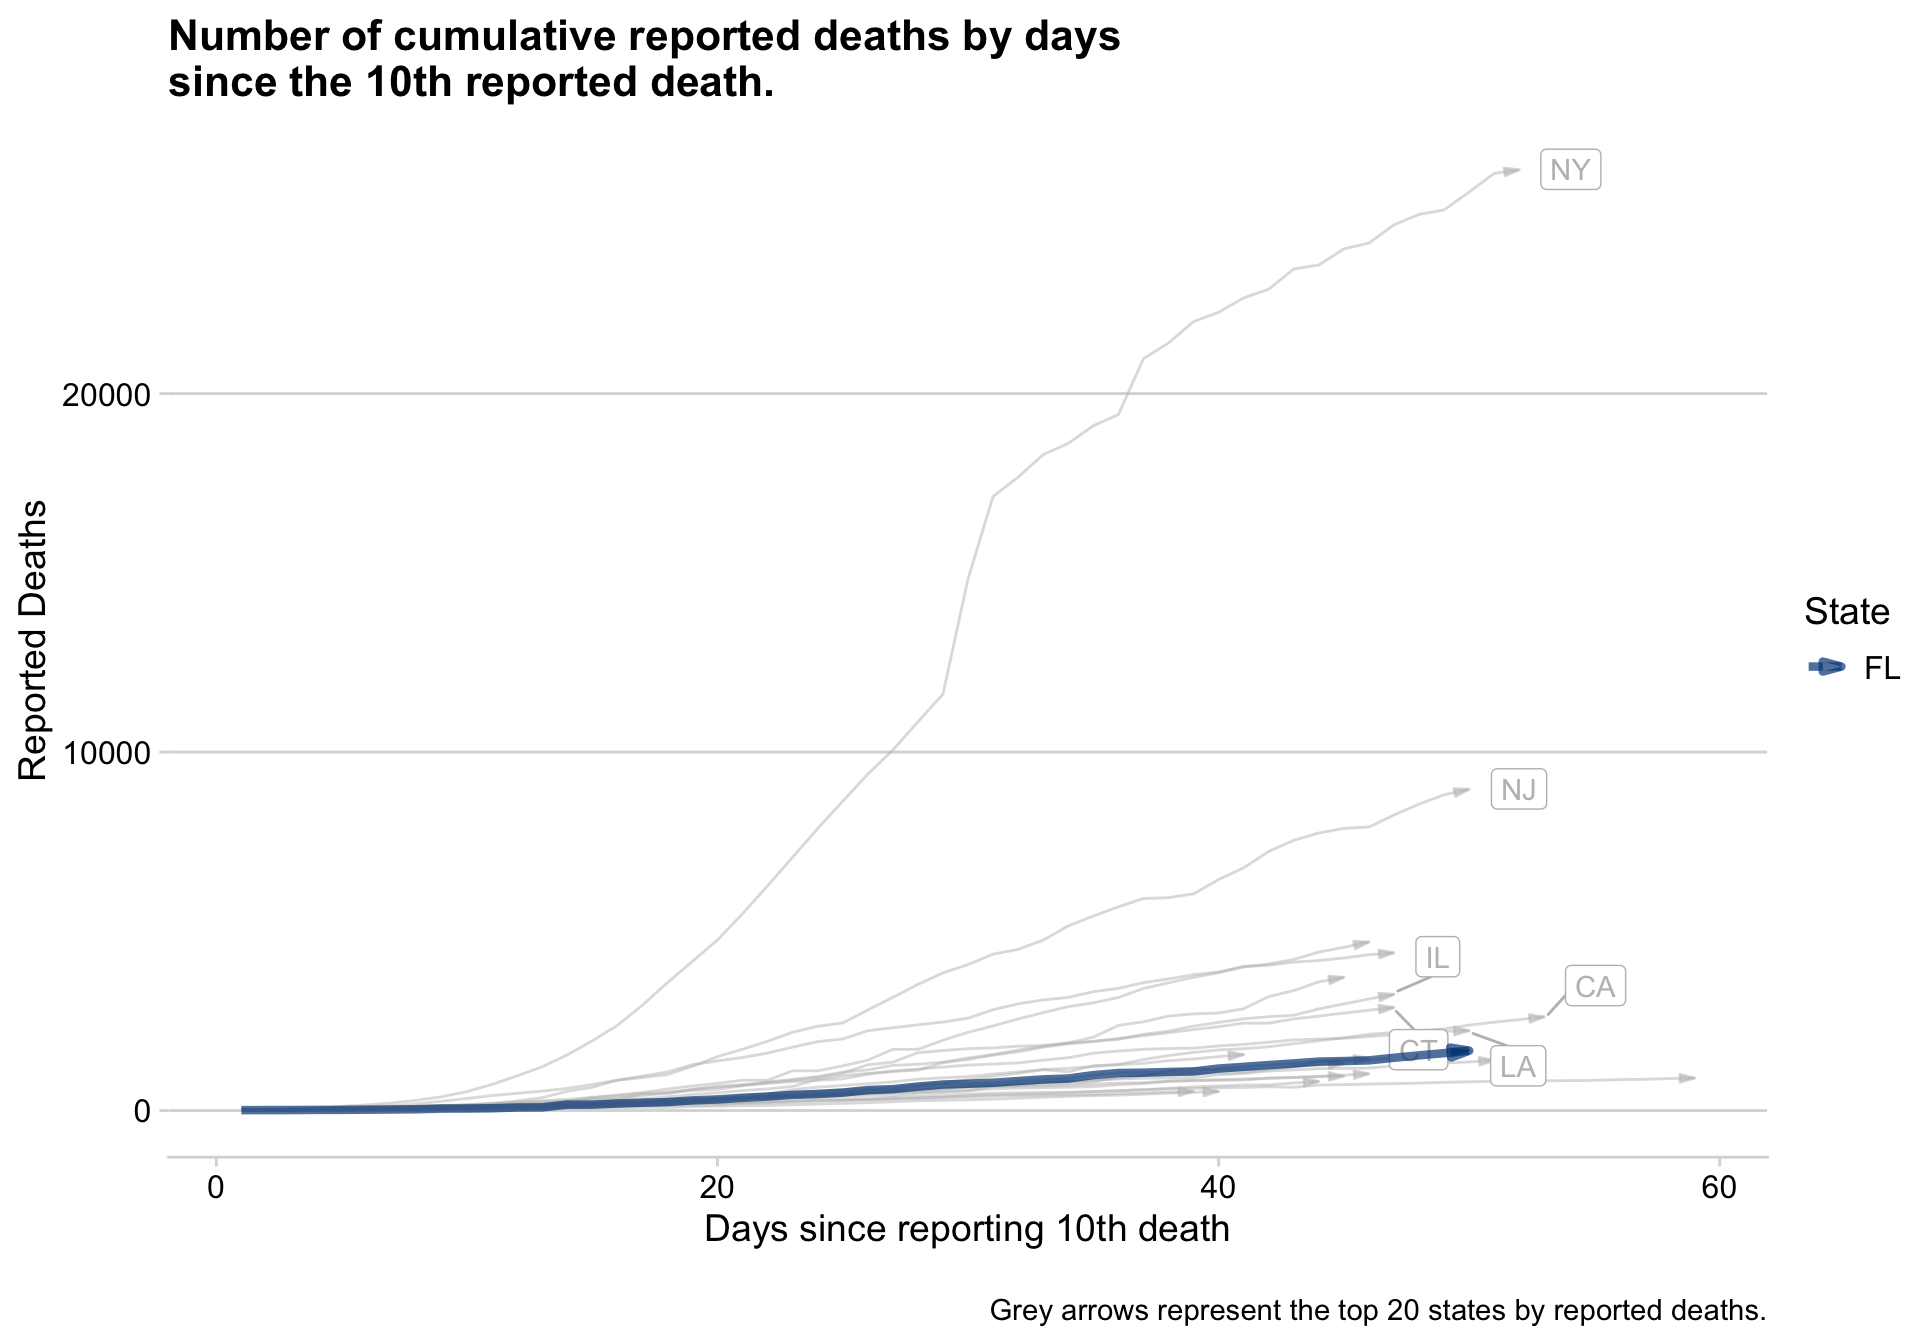 Number of cumulative reported deaths by days
since the 10th reported death.
NY
20000
Reported Deaths
State
FL
10000
NJ
IL
CA
CT
LA
0
0
20
40
60
Days since reporting 10th death
Grey arrows represent the top 20 states by reported deaths.